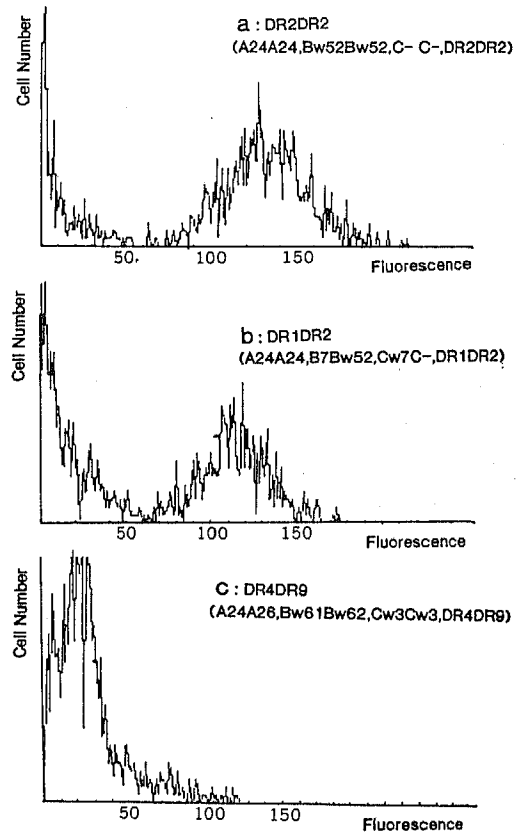 Cell Number
a : DR2DR2
(A24A24,Bw52Bw52,C- C-,DR2DR2)
50, 100 150
Fluorescence
Cell Number
b : DR1DR2
(A24A24,B7Bw52,Cw7C-,DR1DR2)
50 100 150
Fluorescence
Cell Number
c : DR4DR9
(A24A26,Bw61Bw62,Cw3Cw3,DR4DR9)
50 100 150
Fluorescence